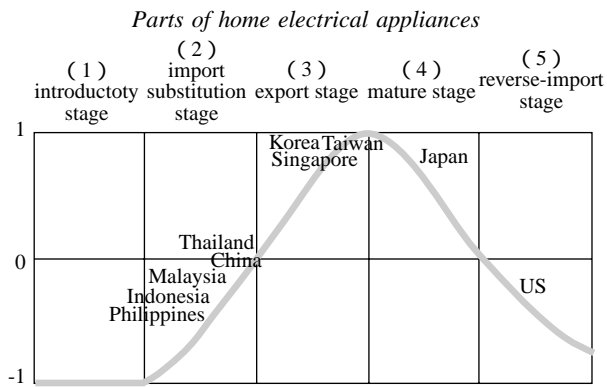 Parts of home electrical appliances
(1)
introductoty
stage
(2)
import
substitution
stage
(3)
export stage
(4)
mature stage
(5)
reverse-import
stage
1
Korea Taiwan
Singapore
Japan
Thailand
0
China
Malaysia
Indonesia
US
Philippines
-1